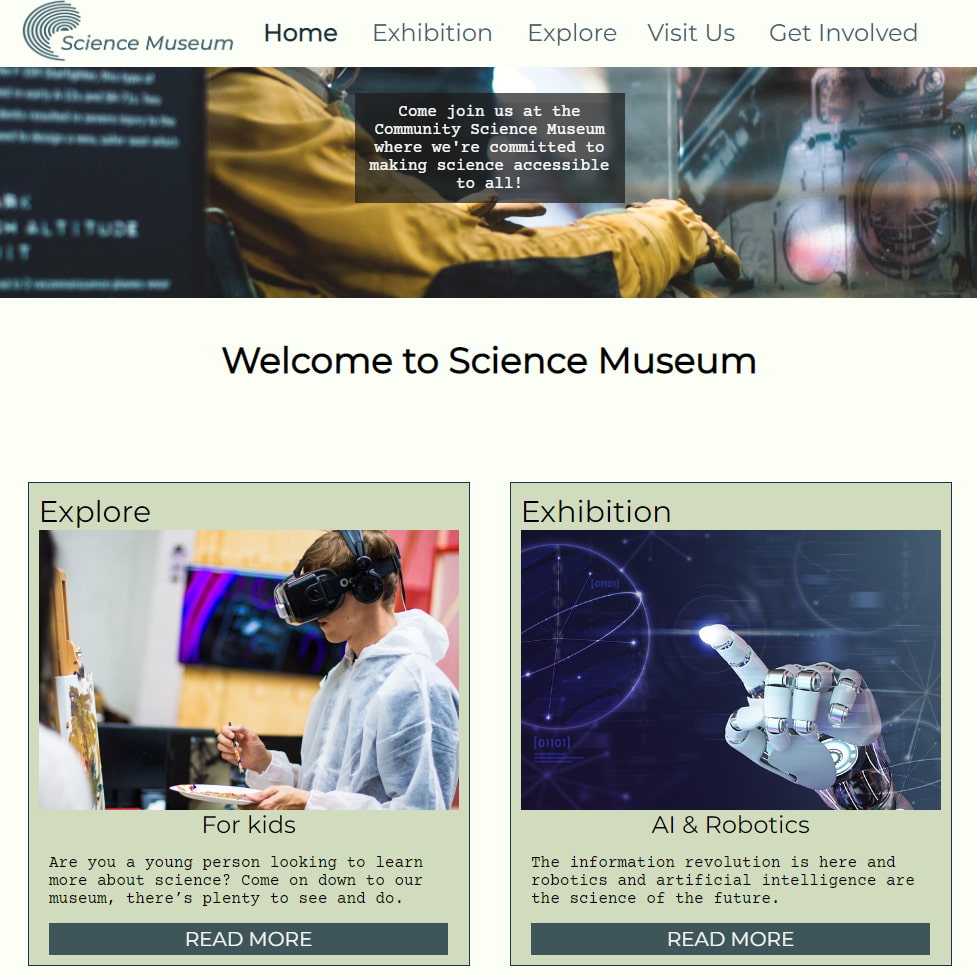 Science Museum
Home Exhibition Explore Visit Us Get Involved
Come join us at the
Community Science Museum
where we're committed to
making science accessible
to all!
ALTITUDE
Welcome to Science Museum
Explore
For kids
Are you a young person looking to learn
more about science? Come on down to our
museum, there’s plenty to see and do.
READ MORE
Exhibition
[01101]
[01101]
AI & Robotics
The information revolution is here and
robotics and artificial intelligence are
the science of the future.
READ MORE